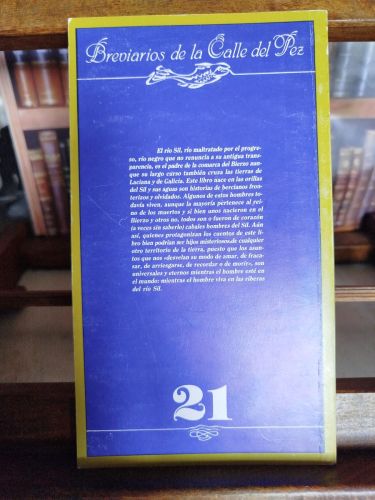 Breviarios de la Calle del Pez
El río Sil, río maltratado por el progre-
so, río negro que no renuncia a su antigua trans-
parencia, es el padre de la comarca del Bierzo aun-
que su largo curso también cruza las tierras de
Laciana y de Galicia. Este libro nace en las orillas
del Sil y sus aguas son historias de bercianos fron-
terizos y olvidados. Algunos de estos hombres to-
davía viven, aunque la mayoría pertenece al rei-
no de los muertos y si bien unos nacieron en el
Bierzo y otros no, todos son o fueron de corazón
(a veces sin saberlo) cabales hombres del Sil. Aun
así, quienes protagonizan los cuentos de este li-
bro bien podrían ser hijos misteriosos de cualquier
otro territorio de la tierra, puesto que los asun-
tos que nos «desvelan su modo de amar, de fraca-
sar, de arriesgarse, de recordar o de morir», son
universales y eternos mientras el hombre esté en
el mundo: mientras el hombre viva en las riberas
del río Sil.
21